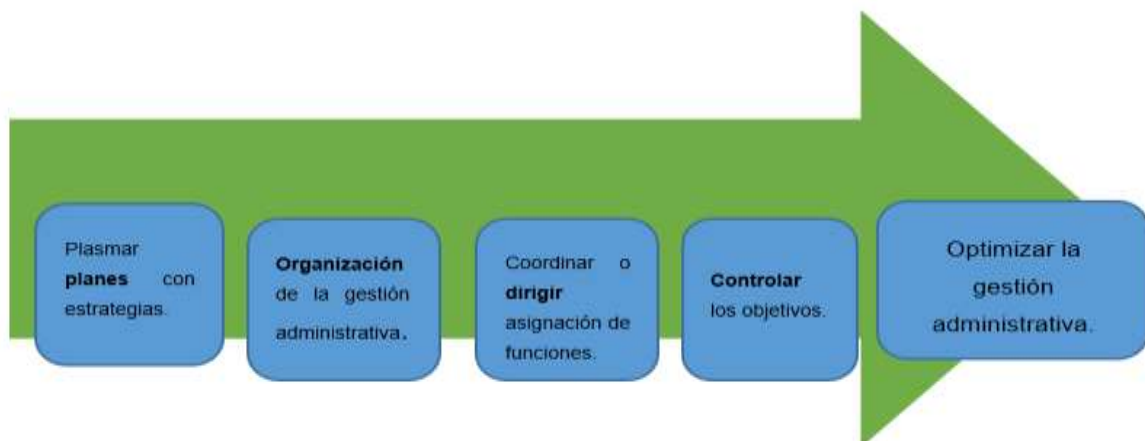 Plasmar
planes con
estrategias.
Organización
de la gestión
administrativa.
Coordinar o
dirigir
asignación de
funciones.
Controlar
los objetivos.
Optimizar la
gestión
administrativa.